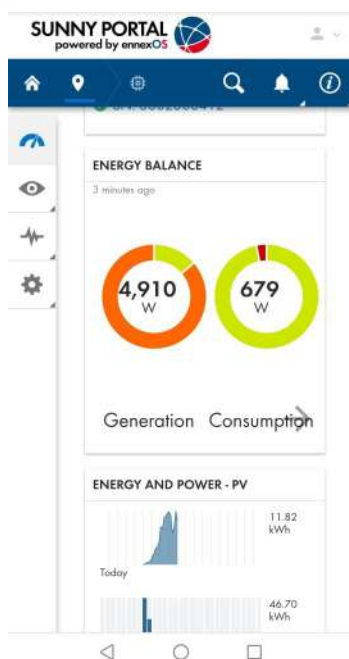 SUNNY PORTAL
powered by ennexOS
ENERGY BALANCE
3 minutes ago
4,910
W
679
W
Generation
Consumption
ENERGY AND POWER - PV
11.82
kWh
Today
46.70
kWh